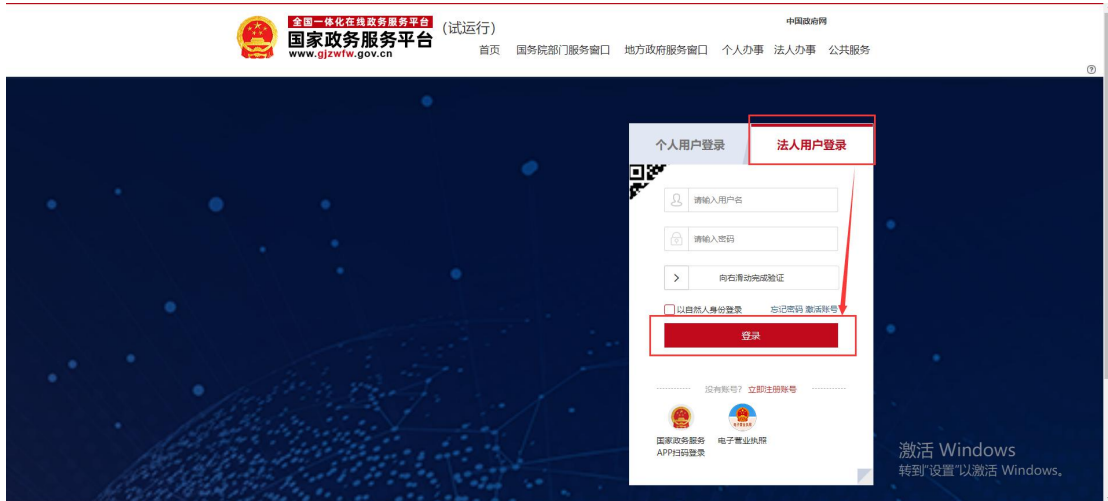 全国一体化在线政务服务平台
国家政务服务平台
www.gjzwfw.gov.cn
(试运行)
中国政府网
首页 国务院部门服务窗口 地方政府服务窗口 个人办事 法人办事 公共服务
?
个人用户登录 法人用户登录
请输入用户名
请输入密码
> 向右滑动完成验证
以自然人身份登录 忘记密码 激活账号
登录
没有账号? 立即注册账号
国家政务服务
APP扫码登录
电子营业执照
激活 Windows
转到"设置"以激活 Windows。